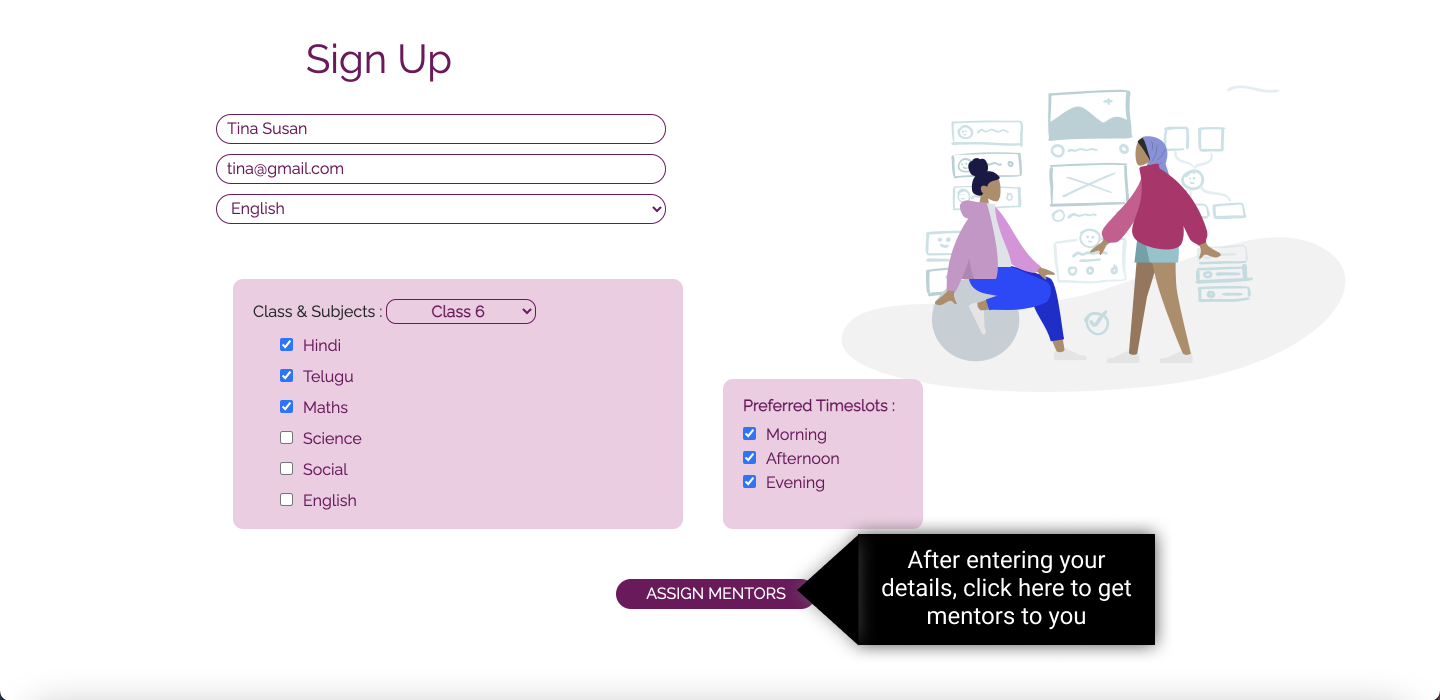 Sign Up
Tina Susan
tina@gmail.com
English
Class & Subjects : Class 6
Hindi
Telugu
Maths
Science
Social
English
Preferred Timeslots :
Morning
Afternoon
Evening
ASSIGN MENTORS
After entering your
details, click here to get
mentors to you